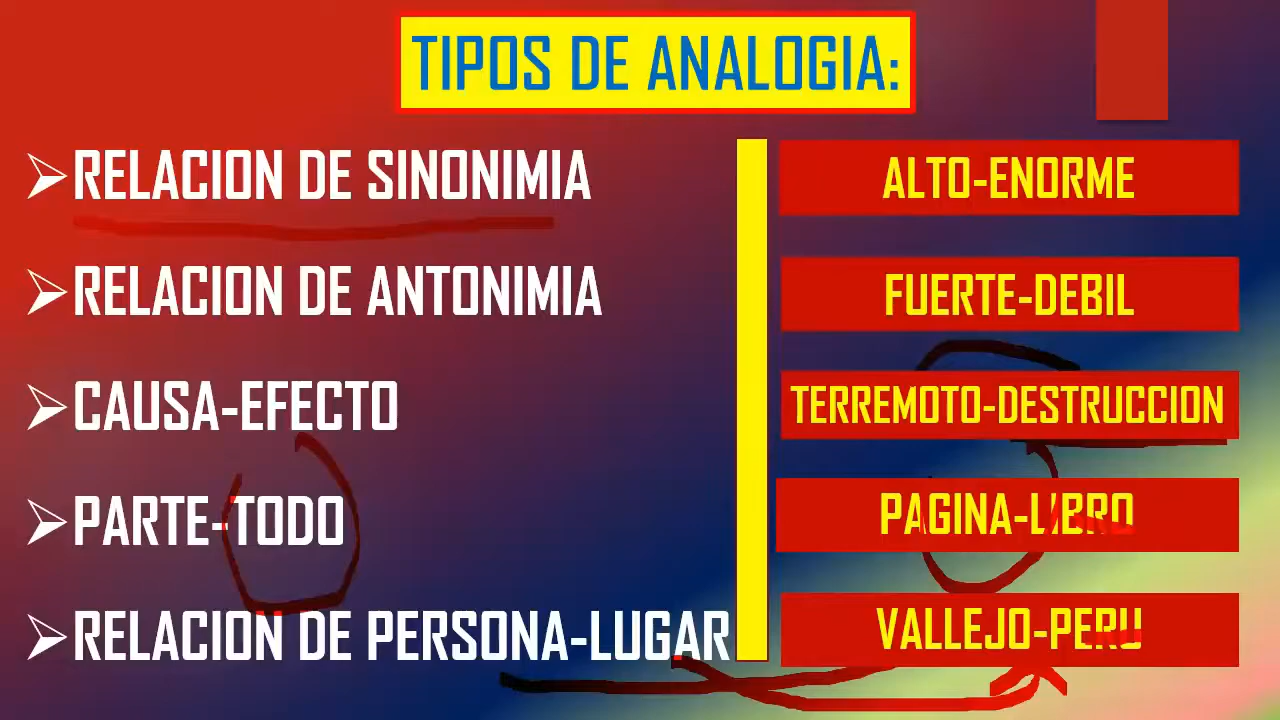 TIPOS DE ANALOGIA:
RELACION DE SINONIMIA
ALTO-ENORME
RELACION DE ANTONIMIA
FUERTE-DEBIL
CAUSA-EFECTO
TERREMOTO-DESTRUCCION
PARTE-TODO
PAGINA-LIBRO
RELACION DE PERSONA-LUGAR
VALLEJO-PERU